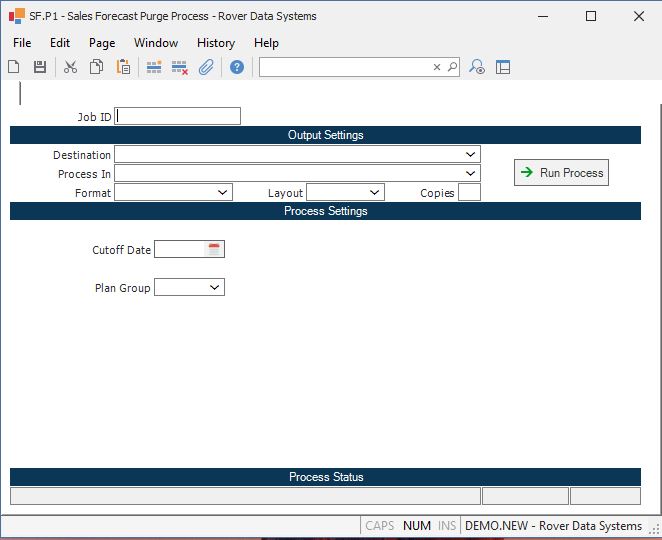 SF.P1 - Sales Forecast Purge Process - Rover Data Systems
File Edit Page Window History Help
Job ID
Output Settings
Destination
Process In
Run Process
Format Layout Copies
Process Settings
Cutoff Date
Plan Group
Process Status
CAPS NUM INS DEMO.NEW - Rover Data Systems